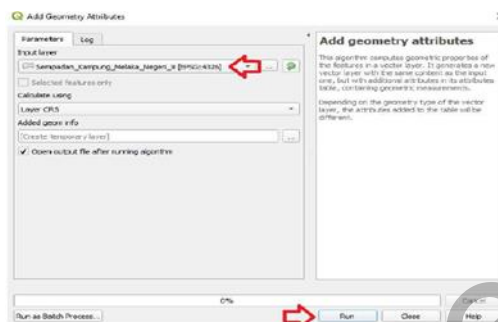 Add Geometry Attributes
Parameters
Log
Input layer
Sempadan_Kampung_Melaka_Negeri_ [EPSG:4326]
...
Selected features only
Calculate using
Layer CRS
Added geom info
[Create temporary layer]
...
Open output file after running algorithm
Add geometry attributes
This algorithm computes geometric properties of
the features in a vector layer. It generates a new
vector layer with the same content as the input
one, but with additional attributes in its attributes
table, containing geometric measurements.
Depending on the geometry type of the vector
layer, the attributes added to the table will be
different.
0%
Cancel
Run as Batch Process...
Run
Close
Help